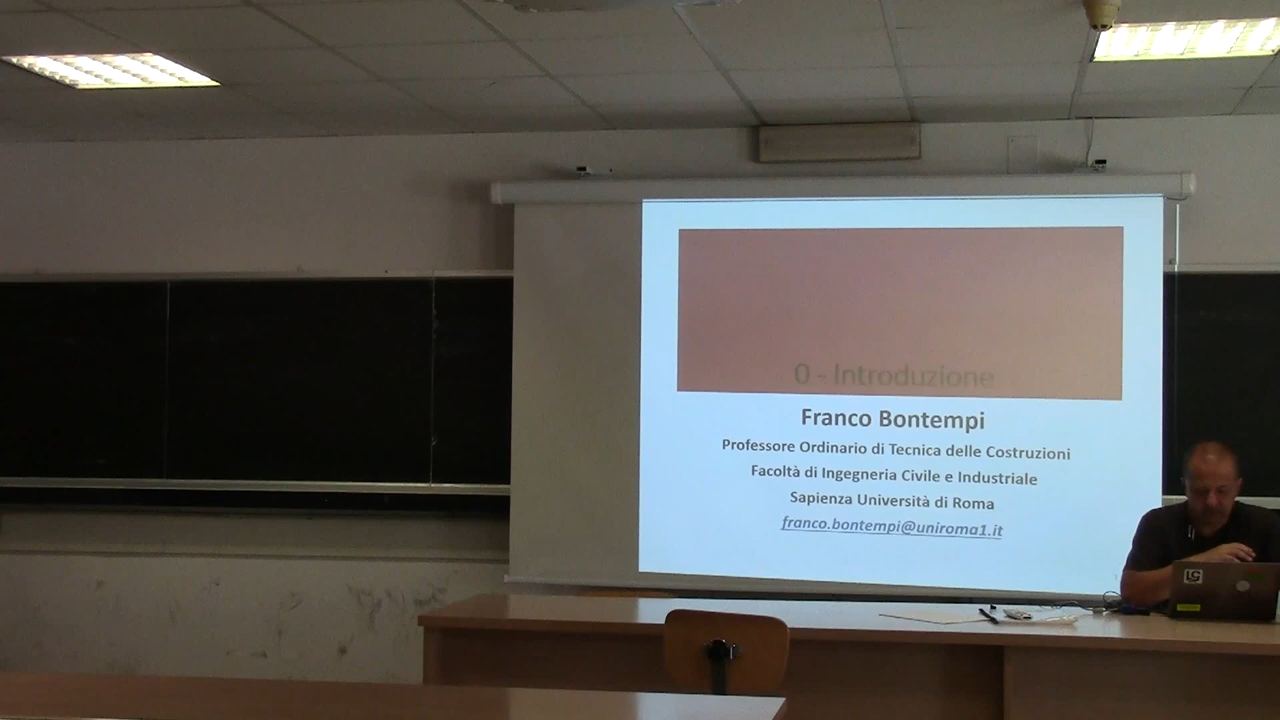 0 - Introduzione
Franco Bontempi
Professore Ordinario di Tecnica delle Costruzioni
Facoltà di Ingegneria Civile e Industriale
Sapienza Università di Roma
franco.bontempi@uniroma1.it